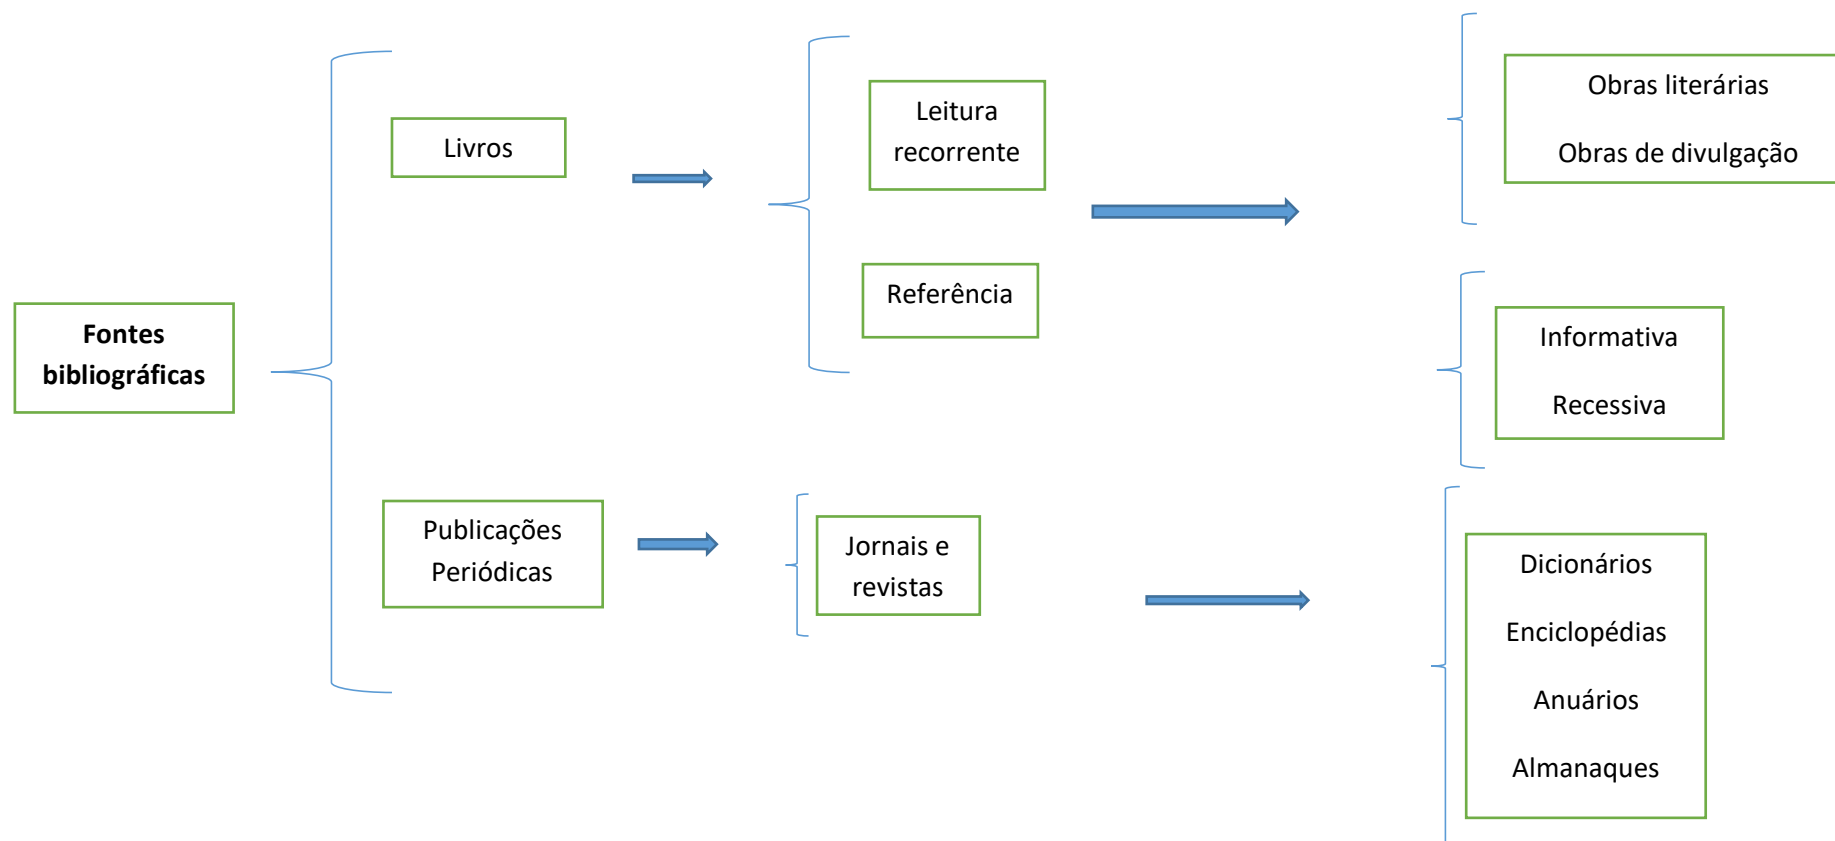 Fontes
bibliográficas
Livros
Publicações
Periódicas
Leitura
recorrente
Referência
Jornais e
revistas
Obras literárias
Obras de divulgação
Informativa
Recessiva
Dicionários
Enciclopédias
Anuários
Almanaques